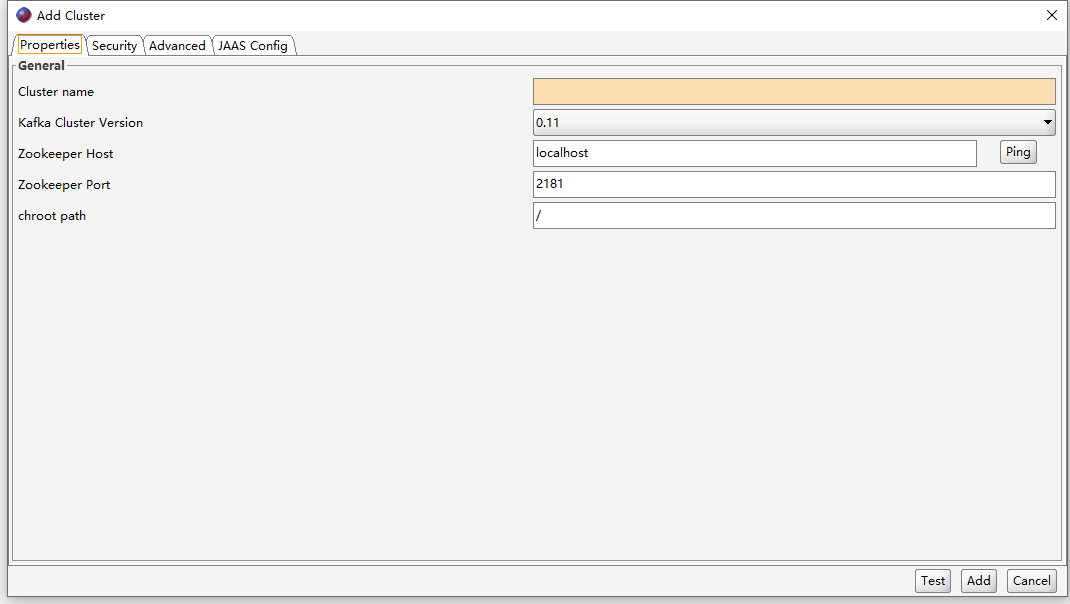 Add Cluster
Properties Security Advanced JAAS Config
General
Cluster name
Kafka Cluster Version 0.11
Zookeeper Host localhost Ping
Zookeeper Port 2181
chroot path /
Test Add Cancel